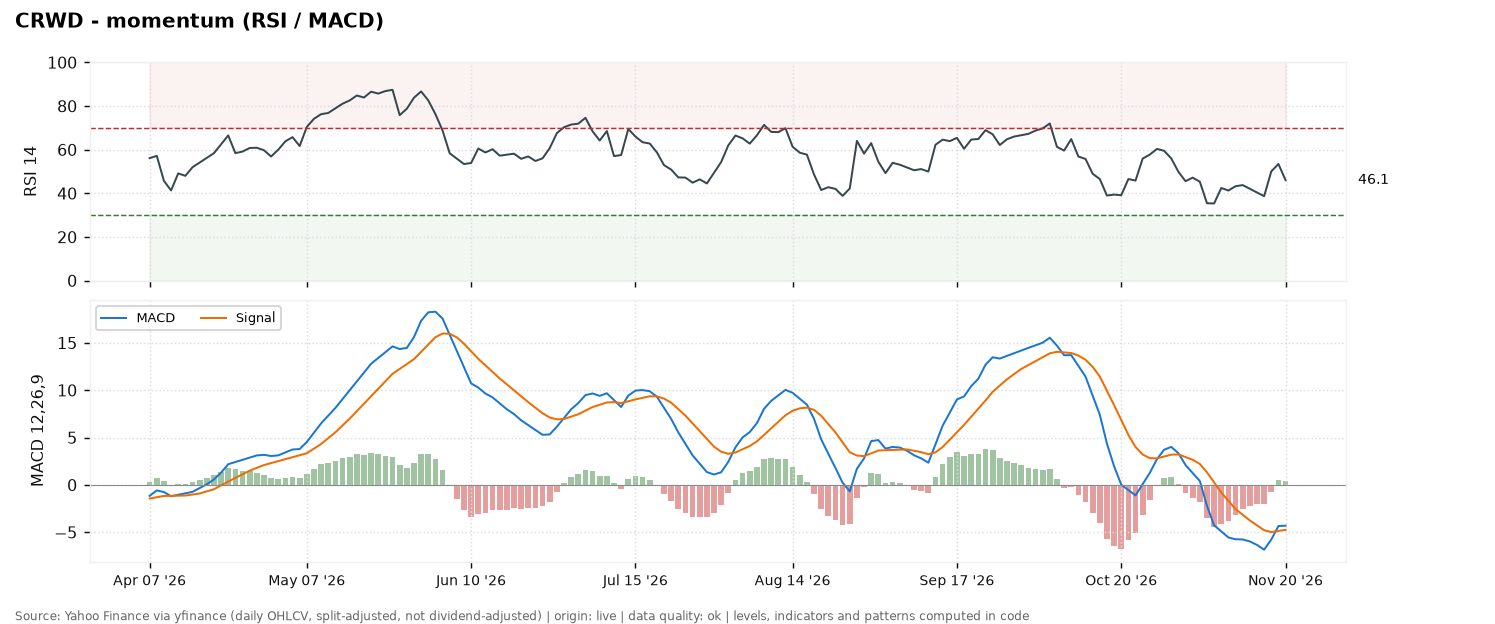 CRWD - momentum (RSI / MACD)
100
80
60
40
20
0
RSI 14
46.1
MACD
Signal
15
10
5
0
−5
MACD 12,26,9
Apr 07 '26
May 07 '26
Jun 10 '26
Jul 15 '26
Aug 14 '26
Sep 17 '26
Oct 20 '26
Nov 20 '26
Source: Yahoo Finance via yfinance (daily OHLCV, split-adjusted, not dividend-adjusted) | origin: live | data quality: ok | levels, indicators and patterns computed in code